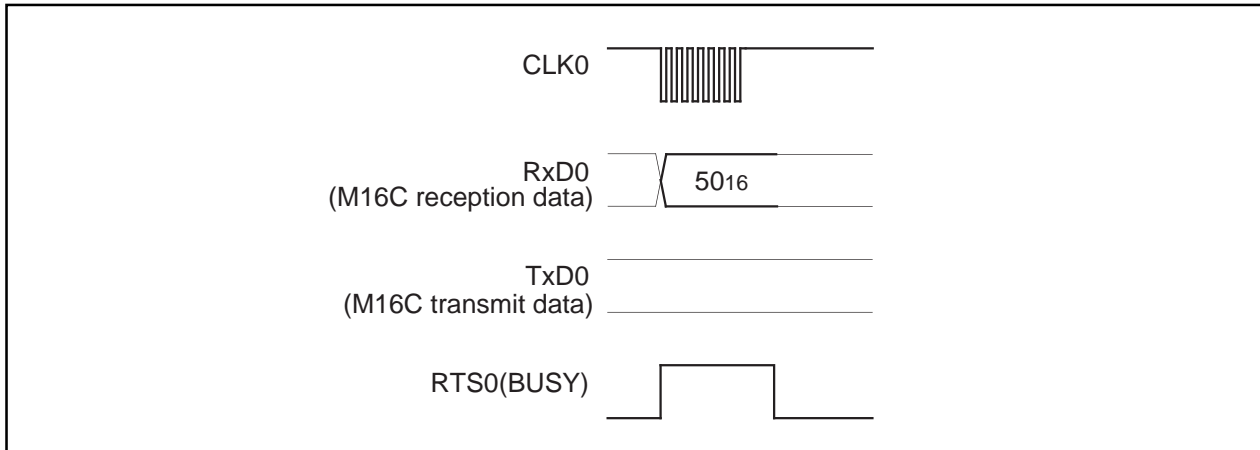 CLK0
RxD0
(M16C reception data)
5016
TxD0
(M16C transmit data)
RTS0(BUSY)